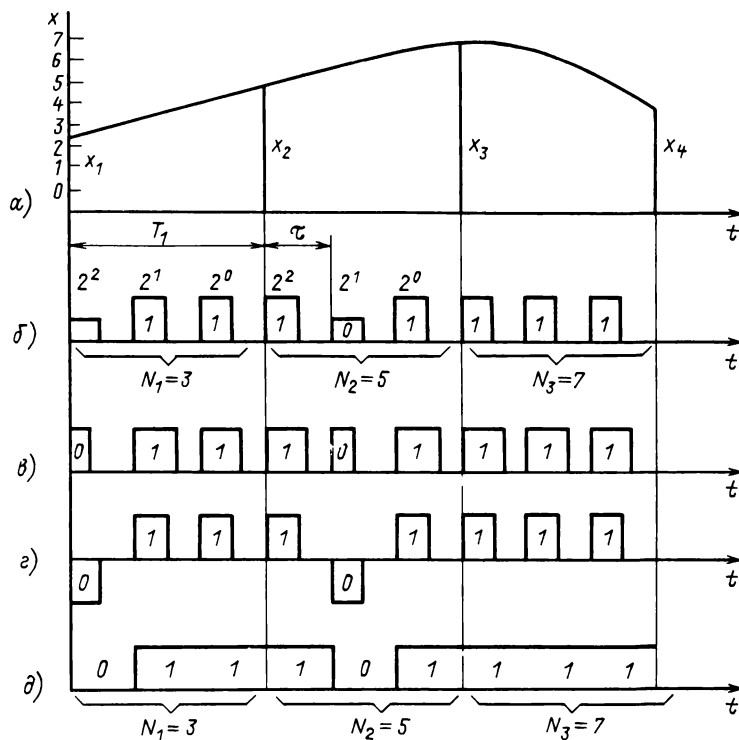 x
7
6
5
4
3
2
1
0
x₁ x₂ x₃ x₄
а) t
T₁ τ
2² 2¹ 2⁰ 2² 2¹ 2⁰
1 1 1 0 1 1 1 1
б) t
N₁=3 N₂=5 N₃=7
0 1 1 1 0 1 1 1 1
в) t
1 1 1 1 1 1 1
г) t
0 0
0 1 1 1 0 1 1 1 1
д) t
N₁=3 N₂=5 N₃=7